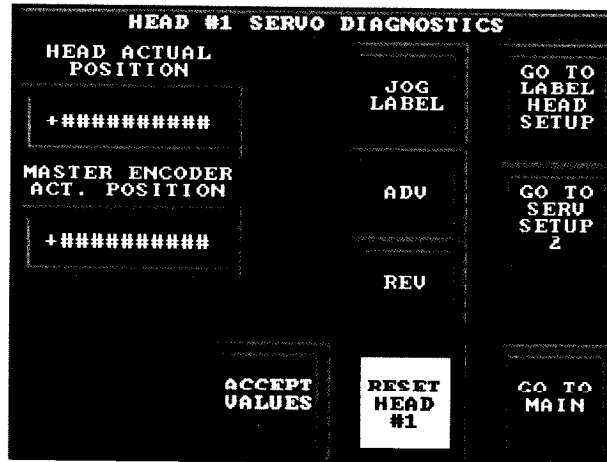 HEAD #1 SERVO DIAGNOSTICS
HEAD ACTUAL
POSITION
+##########
MASTER ENCODER
ACT. POSITION
+##########
JOG
LABEL
ADV
REV
ACCEPT
VALUES
RESET
HEAD
#1
GO TO
LABEL
HEAD
SETUP
GO TO
SERV
SETUP
2
GO TO
MAIN